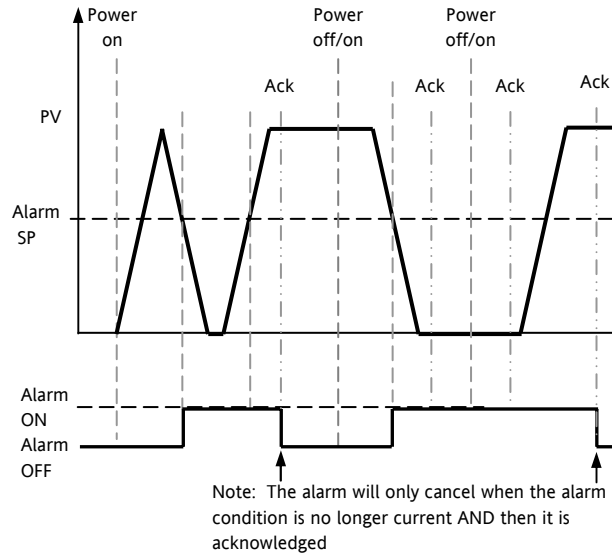 Power
on
Power
off/on
Power
off/on
Ack
Ack
Ack
Ack
PV
Alarm
SP
Alarm
ON
Alarm
OFF
Note: The alarm will only cancel when the alarm
condition is no longer current AND then it is
acknowledged